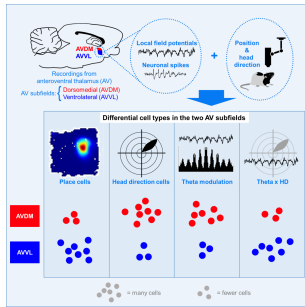 AVDM
AVVL
Recordings from
anteroventral thalamus (AV)
AV subfields:
Dorsomedial (AVDM)
Ventrolateral (AVVL)
Local field potentials
Neuronal spikes
+
Position
&
head
direction
Differential cell types in the two AV subfields
Place cells
Head direction cells
Theta modulation
Theta x HD
AVDM
AVVL
= many cells
= fewer cells